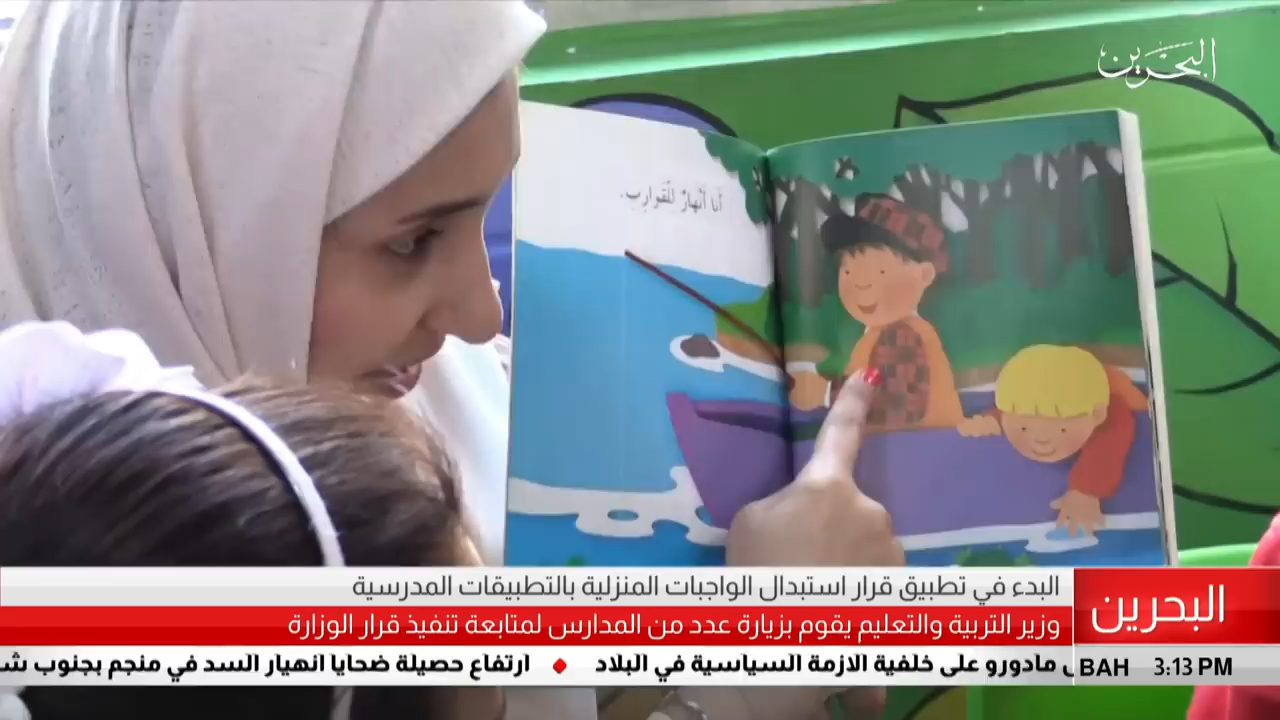 البحرين
أنا أَنْهارٌ لِلْقَوارِبِ.
البدء في تطبيق قرار استبدال الواجبات المنزلية بالتطبيقات المدرسية
البحرين
وزير التربية والتعليم يقوم بزيارة عدد من المدارس لمتابعة تنفيذ قرار الوزارة
مادورو على خلفية الازمة السياسية في البلاد ♦ ارتفاع حصيلة ضحايا انهيار السد في منجم بجنوب
BAH 3:13 PM